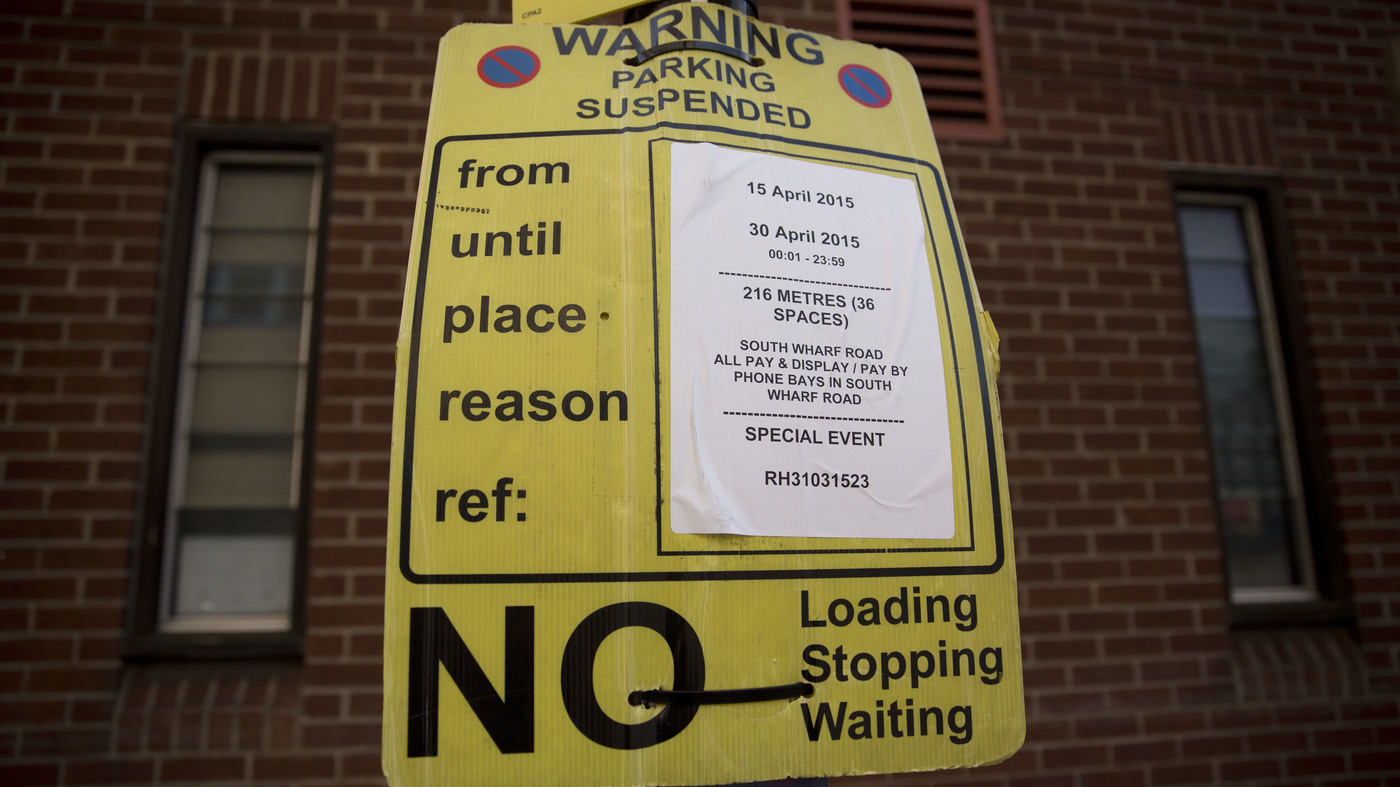 CPAZ
WARNING
PARKING
SUSPENDED
from
15 April 2015
until
30 April 2015
00:01 - 23:59
place
216 METRES (36
SPACES)
SOUTH WHARF ROAD
ALL PAY & DISPLAY / PAY BY
PHONE BAYS IN SOUTH
WHARF ROAD
reason
SPECIAL EVENT
ref:
RH31031523
NO
Loading
Stopping
Waiting